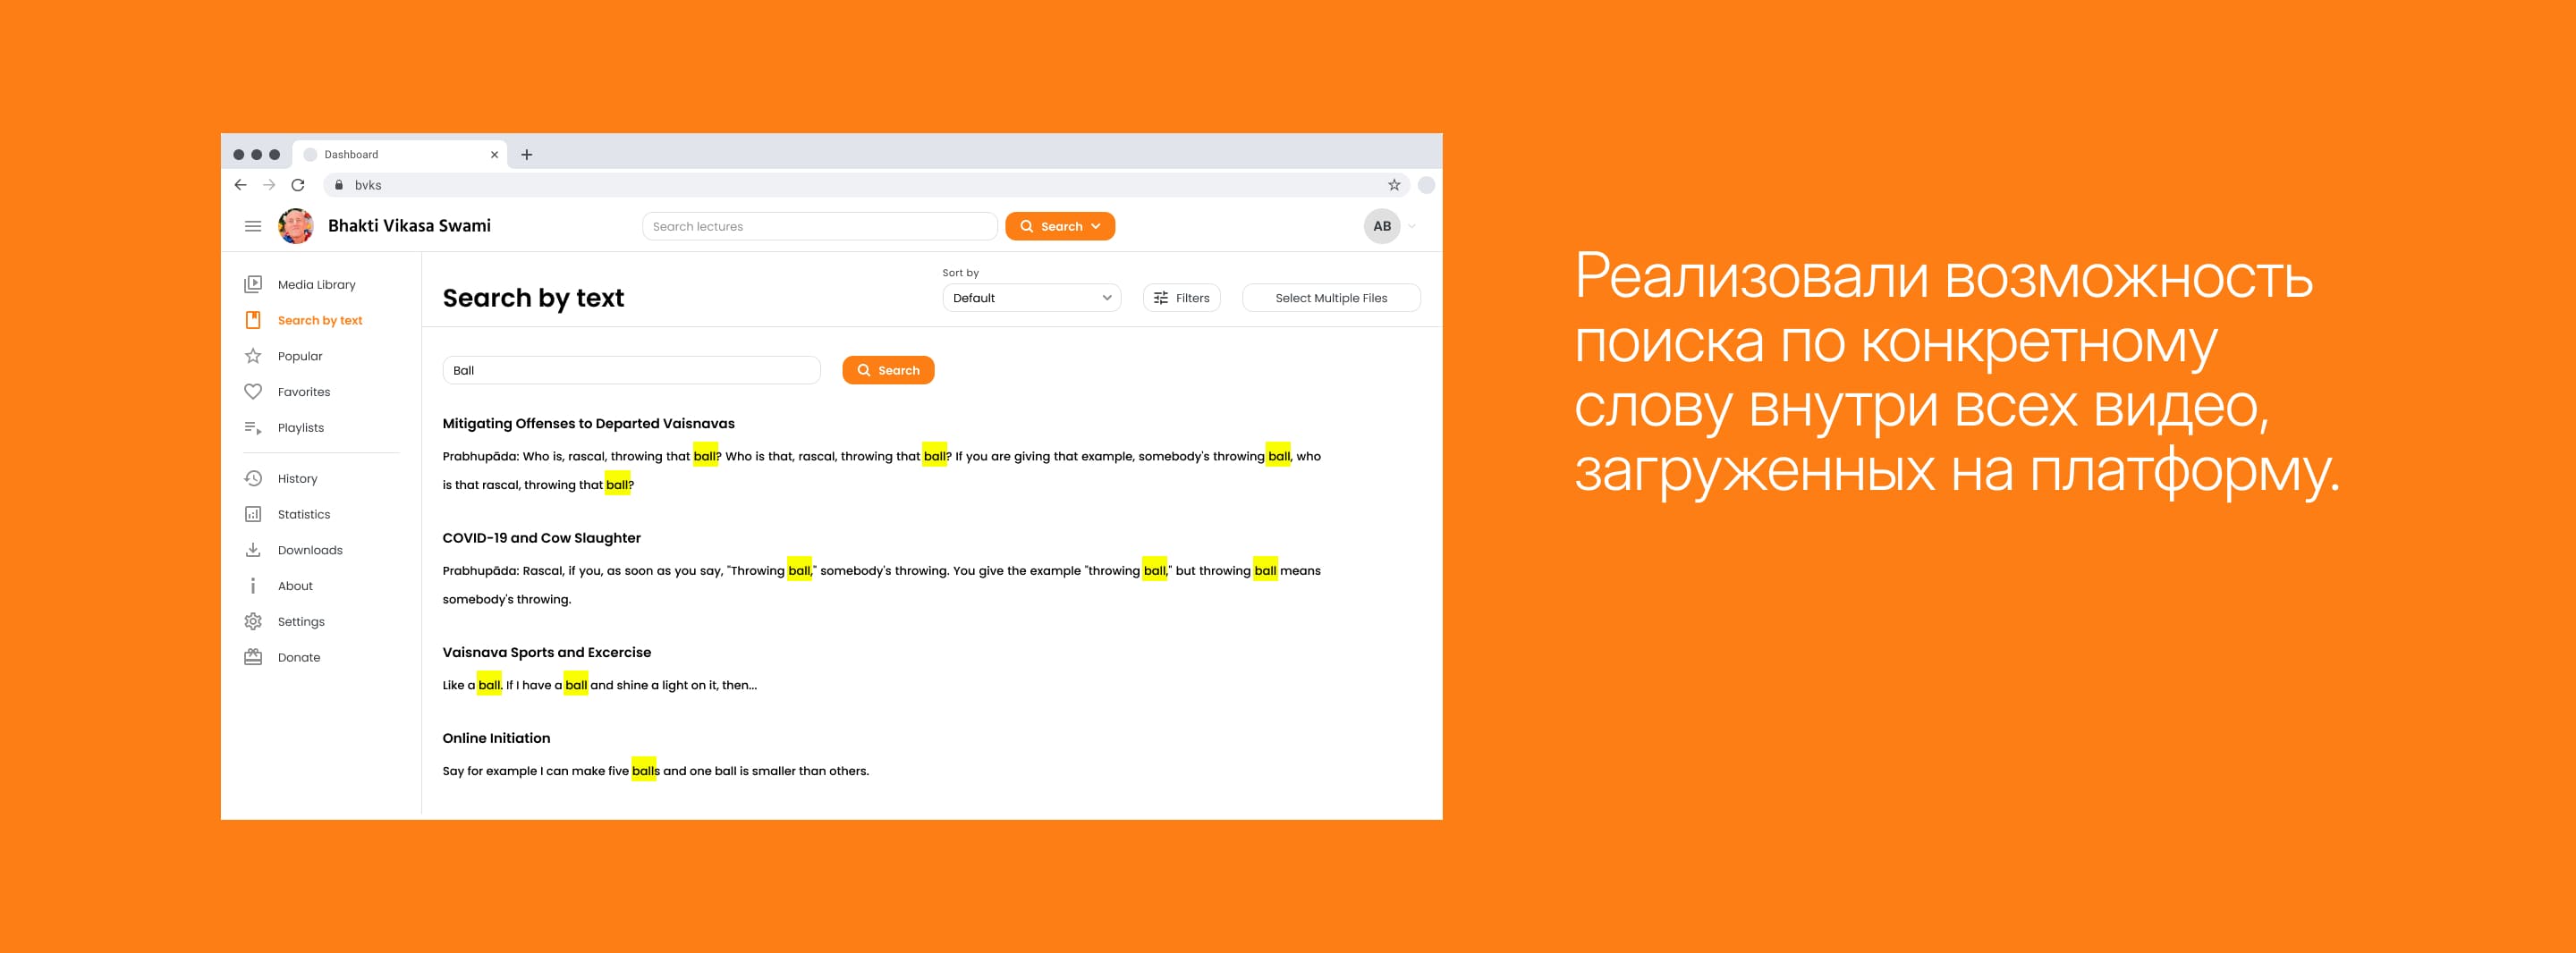 Dashboard
bvks
Bhakti Vikasa Swami
Search lectures
Search
AB
Media Library
Search by text
Popular
Favorites
Playlists
History
Statistics
Downloads
About
Settings
Donate
Search by text
Sort by
Default
Filters
Select Multiple Files
Ball
Search
Mitigating Offenses to Departed Vaisnavas
Prabhupāda: Who is, rascal, throwing that ball? Who is that, rascal, throwing that ball? If you are giving that example, somebody's throwing ball, who
is that rascal, throwing that ball?
COVID-19 and Cow Slaughter
Prabhupāda: Rascal, if you, as soon as you say, "Throwing ball," somebody's throwing. You give the example "throwing ball," but throwing ball means
somebody's throwing.
Vaisnava Sports and Excercise
Like a ball. If I have a ball and shine a light on it, then...
Online Initiation
Say for example I can make five balls and one ball is smaller than others.
Реализовали возможность
поиска по конкретному
слову внутри всех видео,
загруженных на платформу.